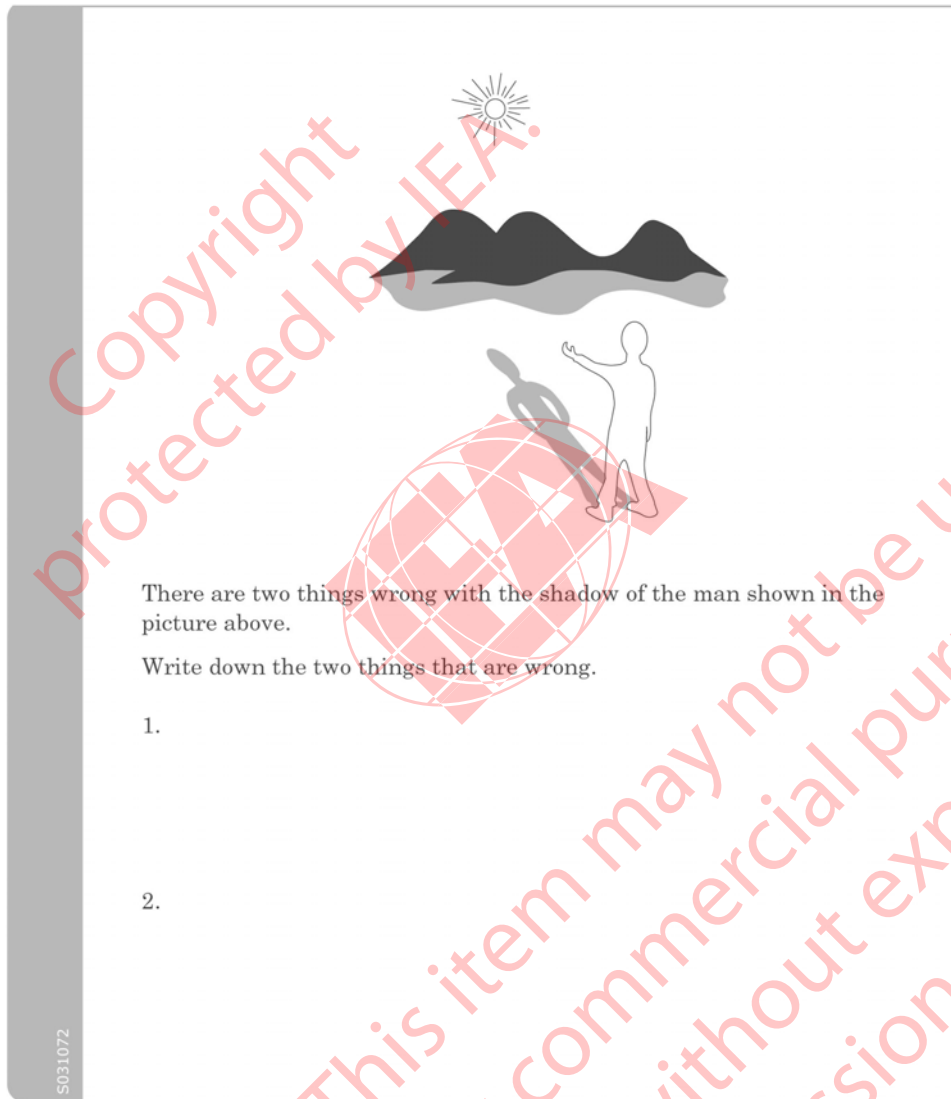 Copyright
protected by IEA.
There are two things wrong with the shadow of the man shown in the
picture above.
Write down the two things that are wrong.
1.
2.
This item may not be u
commercial pur
without exp
ssion
IEA
S031072